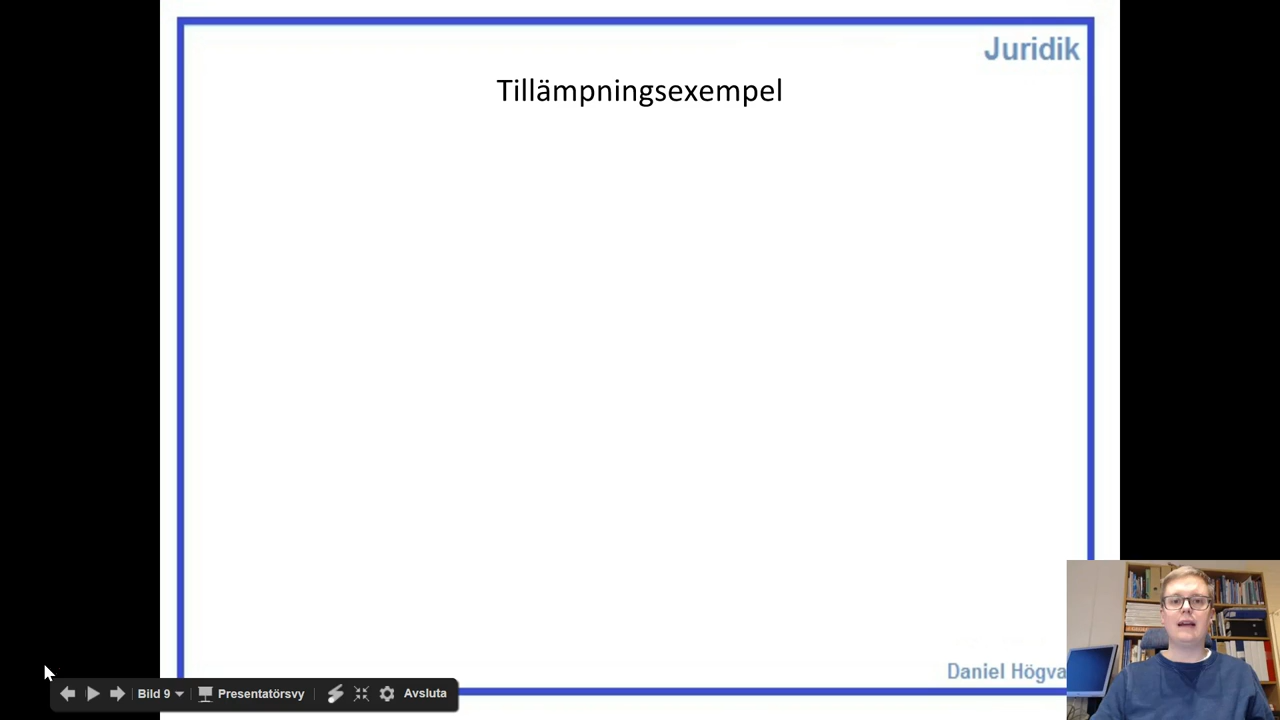 Juridik
Tillämpningsexempel
Daniel Högva
Bild 9
Presentatörsvy
Avsluta